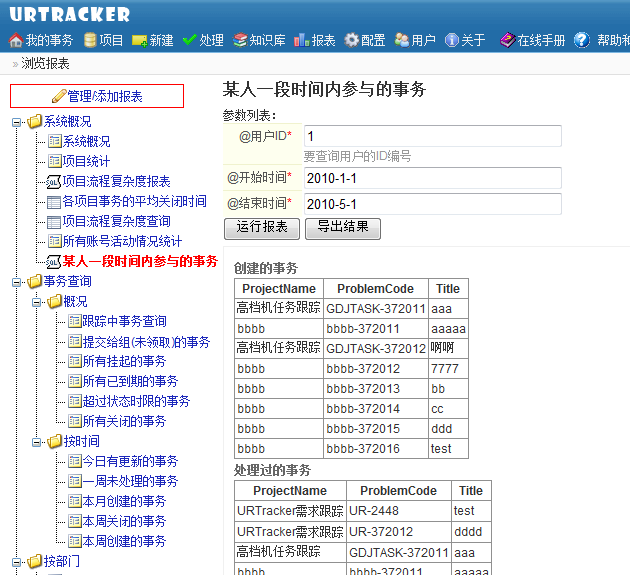 URTRACKER
我的事务 项目 新建 处理 知识库 报表 配置 用户 关于 在线手册 帮助和
» 浏览报表
管理/添加报表
系统概况
系统概况
项目统计
项目流程复杂度报表
各项目事务的平均关闭时间
项目流程复杂度查询
所有账号活动情况统计
某人一段时间内参与的事务
事务查询
概况
跟踪中事务查询
提交给组(未领取)的事务
所有挂起的事务
所有已到期的事务
超过状态时限的事务
所有关闭的事务
按时间
今日有更新的事务
一周未处理的事务
本月创建的事务
本周关闭的事务
本周创建的事务
按部门
某人一段时间内参与的事务
参数列表：
@用户ID* 1
要查询用户的ID编号
@开始时间* 2010-1-1
@结束时间* 2010-5-1
运行报表 导出结果
创建的事务
ProjectName ProblemCode Title
高档机任务跟踪 GDJTASK-372011 aaa
bbbb bbbb-372011 aaaaa
高档机任务跟踪 GDJTASK-372012 啊啊
bbbb bbbb-372012 7777
bbbb bbbb-372013 bb
bbbb bbbb-372014 cc
bbbb bbbb-372015 ddd
bbbb bbbb-372016 test
处理过的事务
ProjectName ProblemCode Title
URTracker需求跟踪 UR-2448 test
URTracker需求跟踪 UR-372012 dddd
高档机任务跟踪 GDJTASK-372011 aaa
bbbb bbbb-372011 aaaaa